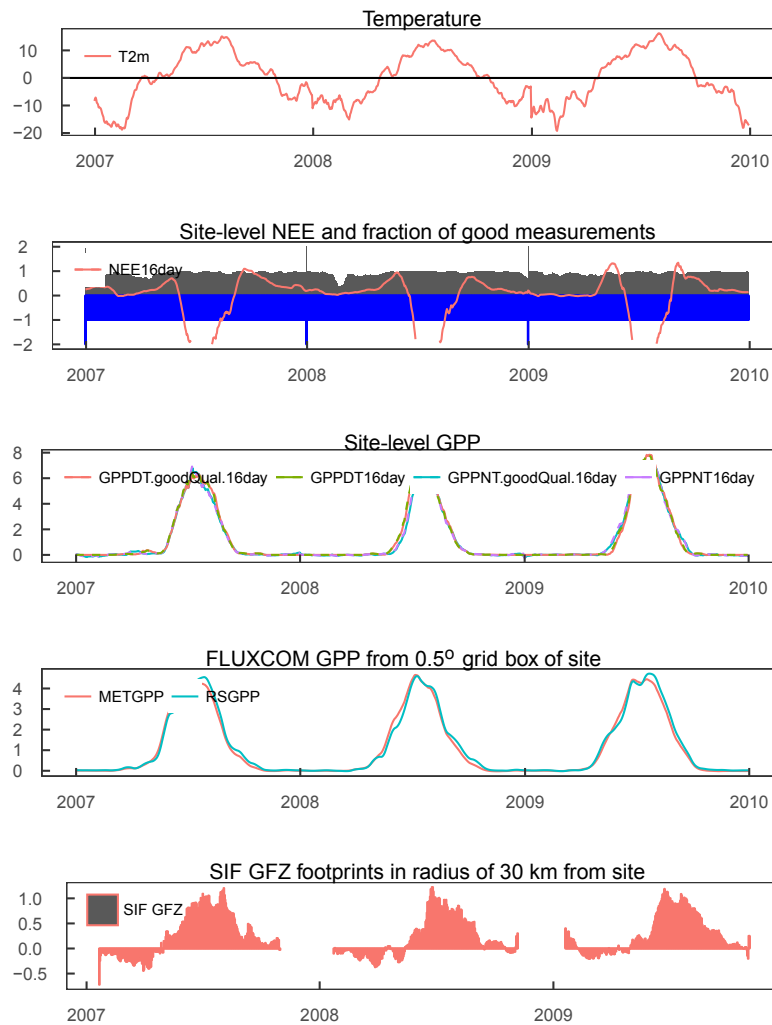 Temperature
10
T2m
0
−10
−20
2007 2008 2009 2010
Site-level NEE and fraction of good measurements
2
1
NEE16day
0
−1
−2
2007 2008 2009 2010
Site-level GPP
8
6
GPPDT.goodQual.16day GPPDT16day GPPNT.goodQual.16day GPPNT16day
4
2
0
2007 2008 2009 2010
FLUXCOM GPP from 0.5° grid box of site
4
METGPP RSGPP
3
2
1
0
2007 2008 2009 2010
SIF GFZ footprints in radius of 30 km from site
1.0
SIF GFZ
0.5
0.0
−0.5
2007 2008 2009